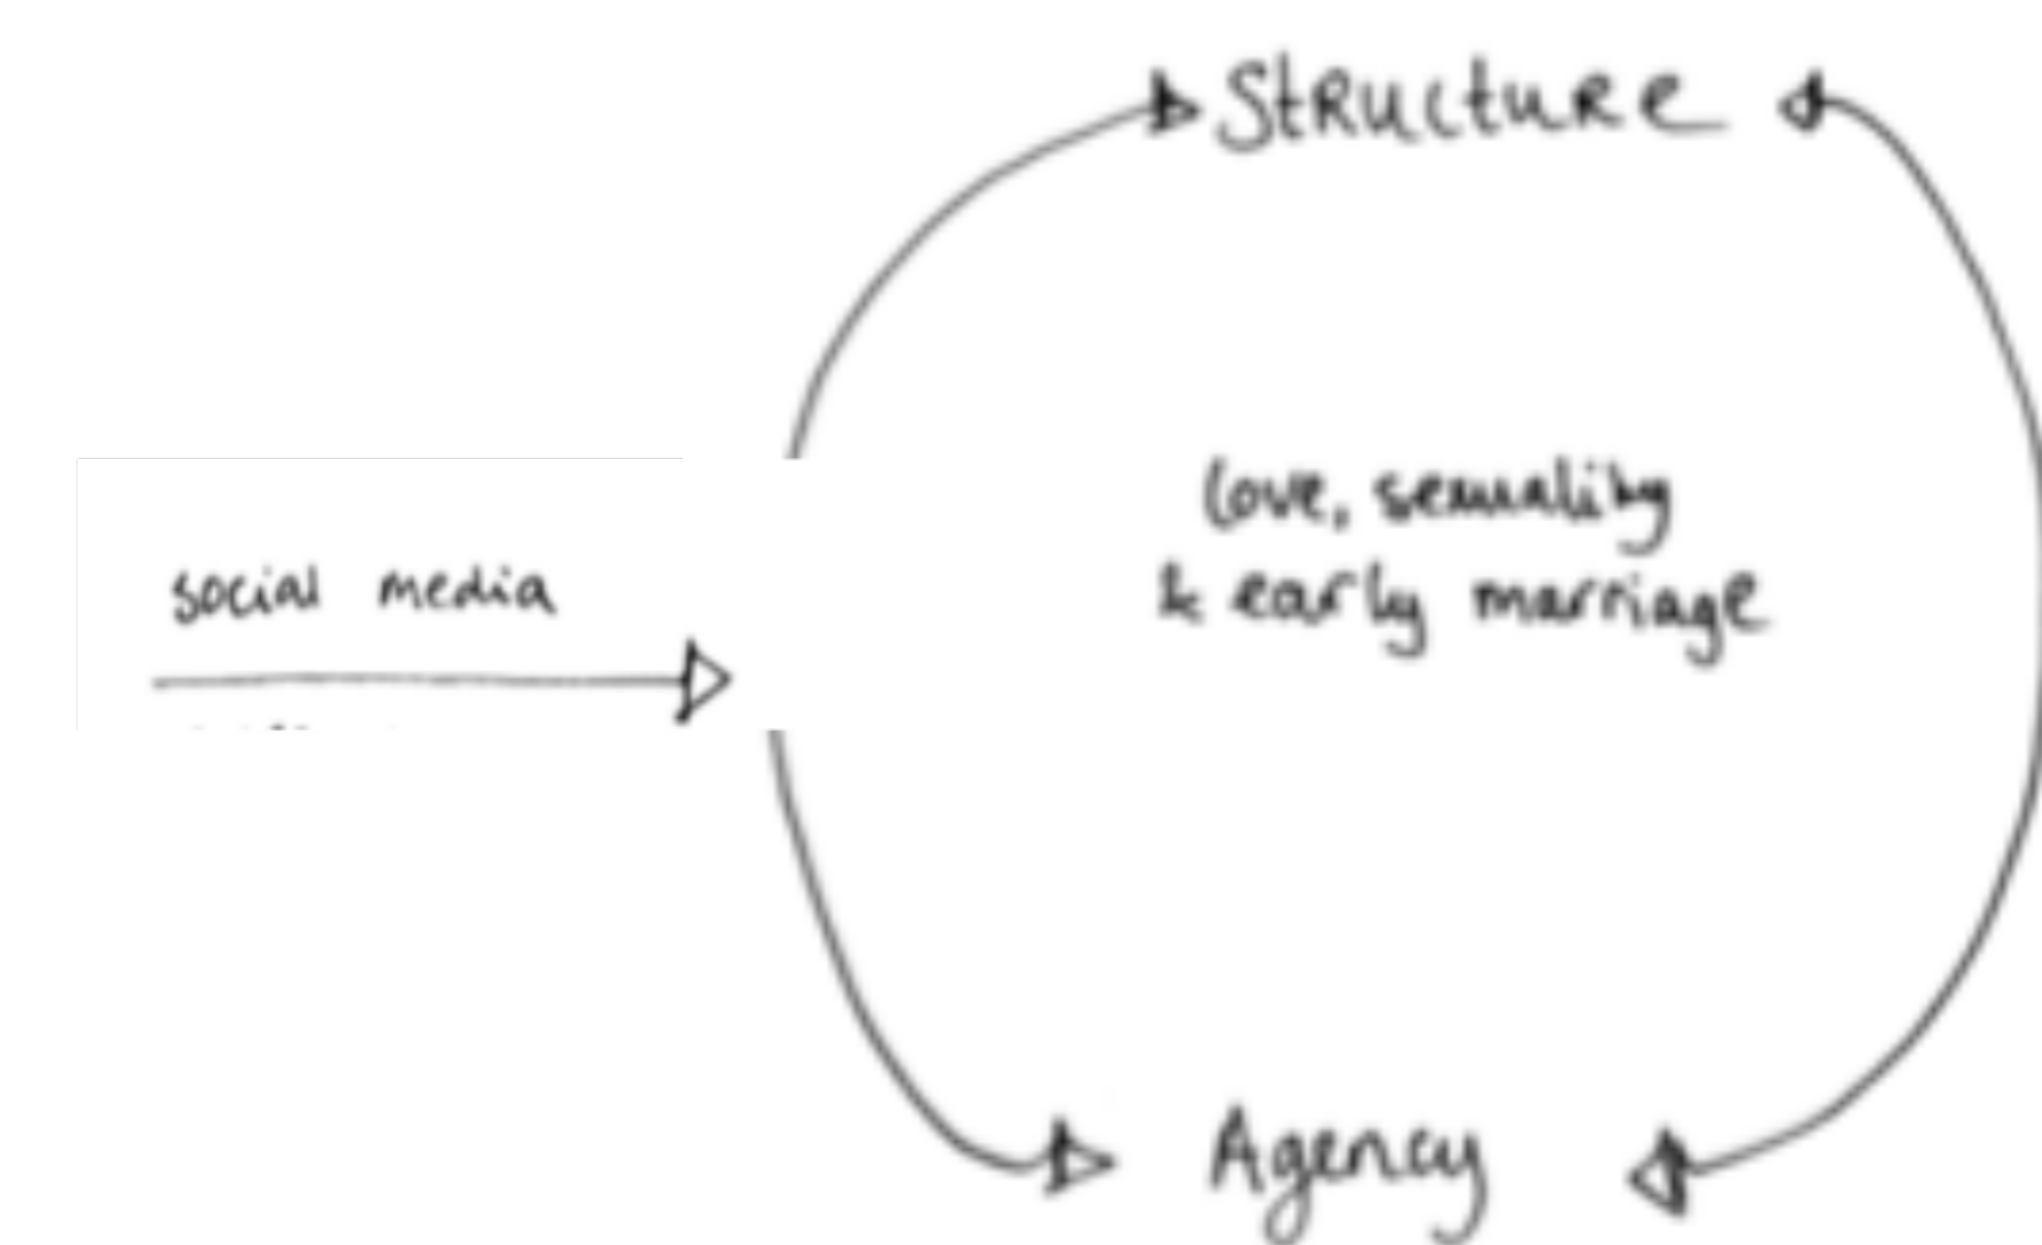 Structure
love, sexuality
& early marriage
social media
Agency